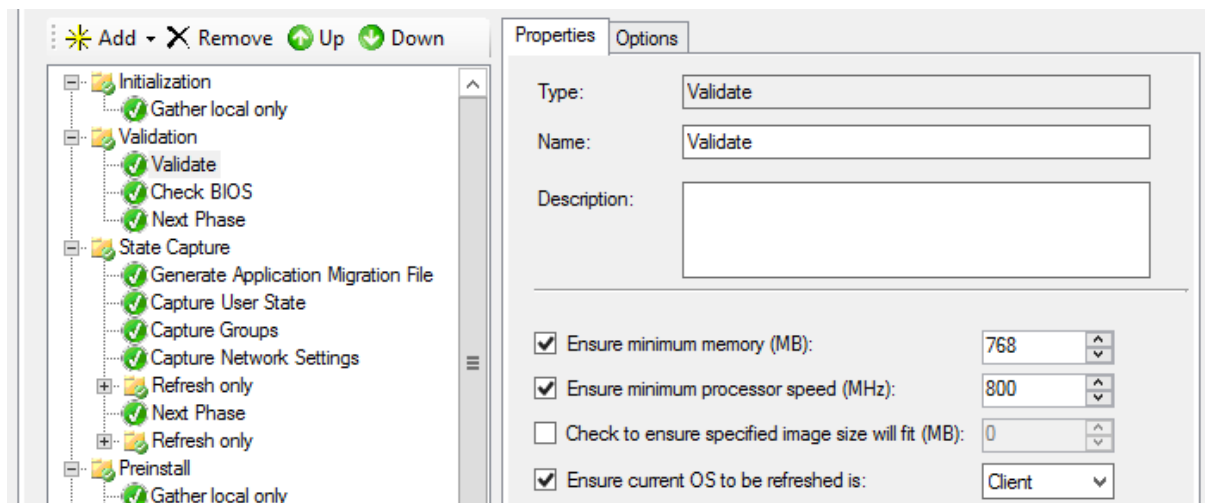 Add Remove Up Down
Initialization
Gather local only
Validation
Validate
Check BIOS
Next Phase
State Capture
Generate Application Migration File
Capture User State
Capture Groups
Capture Network Settings
Refresh only
Next Phase
Refresh only
Preinstall
Gather local only
Properties Options
Type: Validate
Name: Validate
Description:
Ensure minimum memory (MB): 768
Ensure minimum processor speed (MHz): 800
Check to ensure specified image size will fit (MB): 0
Ensure current OS to be refreshed is: Client